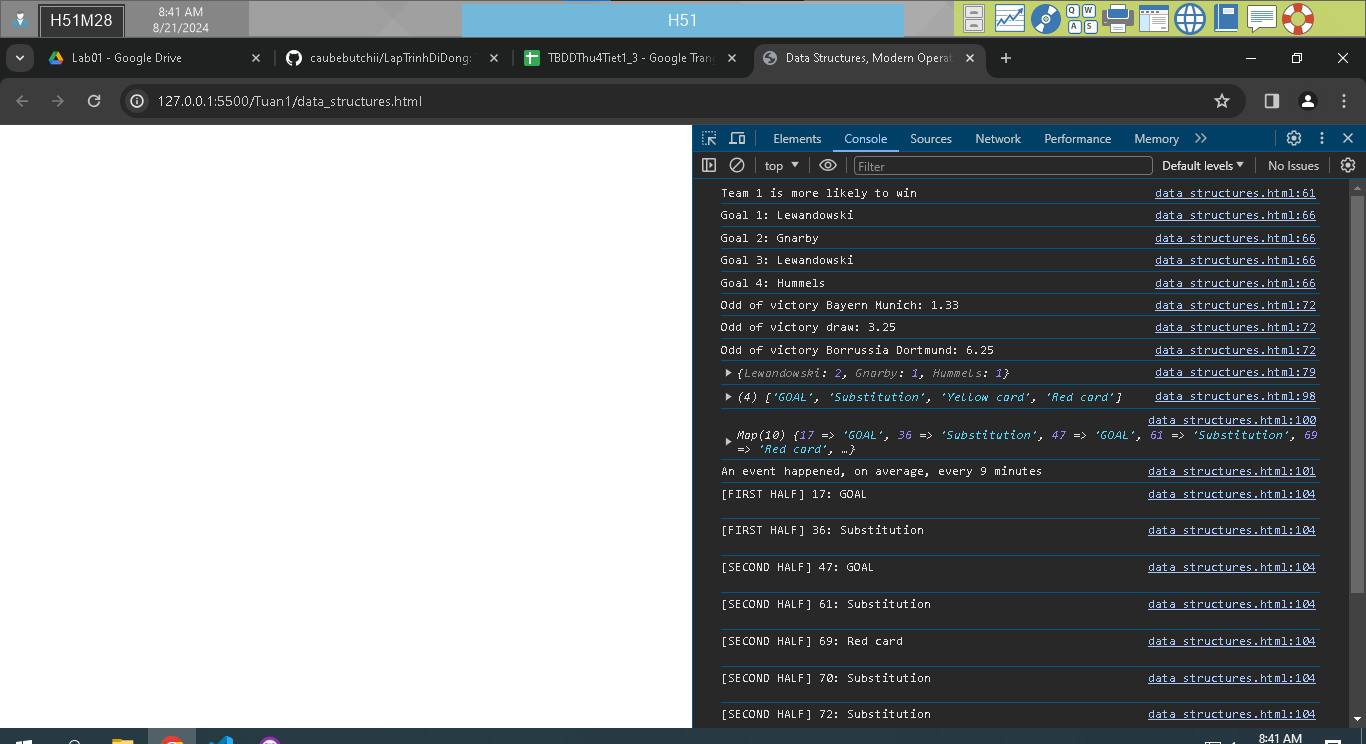 H51M28
8:41 AM
8/21/2024
H51
Q W
A S
Lab01 - Google Drive
caubebutchii/LapTrinhDiDong:
TBDDThu4Tiet1_3 - Google Tran
Data Structures, Modern Operat
127.0.0.1:5500/Tuan1/data_structures.html
Elements Console Sources Network Performance Memory
top Filter Default levels No Issues
Team 1 is more likely to win data_structures.html:61
Goal 1: Lewandowski data_structures.html:66
Goal 2: Gnarby data_structures.html:66
Goal 3: Lewandowski data_structures.html:66
Goal 4: Hummels data_structures.html:66
Odd of victory Bayern Munich: 1.33 data_structures.html:72
Odd of victory draw: 3.25 data_structures.html:72
Odd of victory Borrussia Dortmund: 6.25 data_structures.html:72
{Lewandowski: 2, Gnarby: 1, Hummels: 1} data_structures.html:79
(4) ['GOAL', 'Substitution', 'Yellow card', 'Red card'] data_structures.html:98
data_structures.html:100
Map(10) {17 => 'GOAL', 36 => 'Substitution', 47 => 'GOAL', 61 => 'Substitution', 69
=> 'Red card', …}
An event happened, on average, every 9 minutes data_structures.html:101
[FIRST HALF] 17: GOAL data_structures.html:104
[FIRST HALF] 36: Substitution data_structures.html:104
[SECOND HALF] 47: GOAL data_structures.html:104
[SECOND HALF] 61: Substitution data_structures.html:104
[SECOND HALF] 69: Red card data_structures.html:104
[SECOND HALF] 70: Substitution data_structures.html:104
[SECOND HALF] 72: Substitution data_structures.html:104
8:41 AM